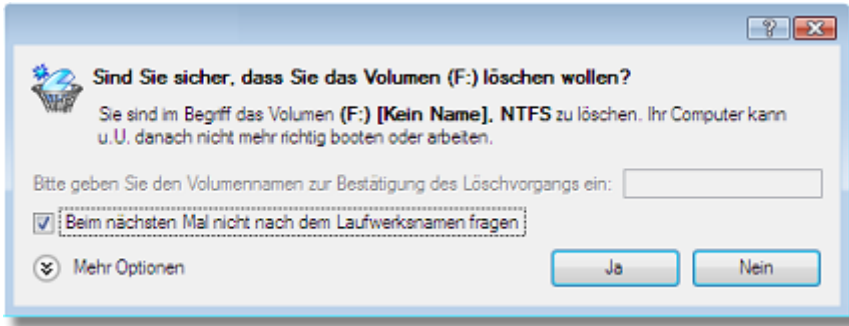 Sind Sie sicher, dass Sie das Volumen (F:) löschen wollen?
Sie sind im Begriff das Volumen (F:) [Kein Name], NTFS zu löschen. Ihr Computer kann
u.U. danach nicht mehr richtig booten oder arbeiten.
Bitte geben Sie den Volumennamen zur Bestätigung des Löschvorgangs ein:
Beim nächsten Mal nicht nach dem Laufwerksnamen fragen
Mehr Optionen
Ja
Nein